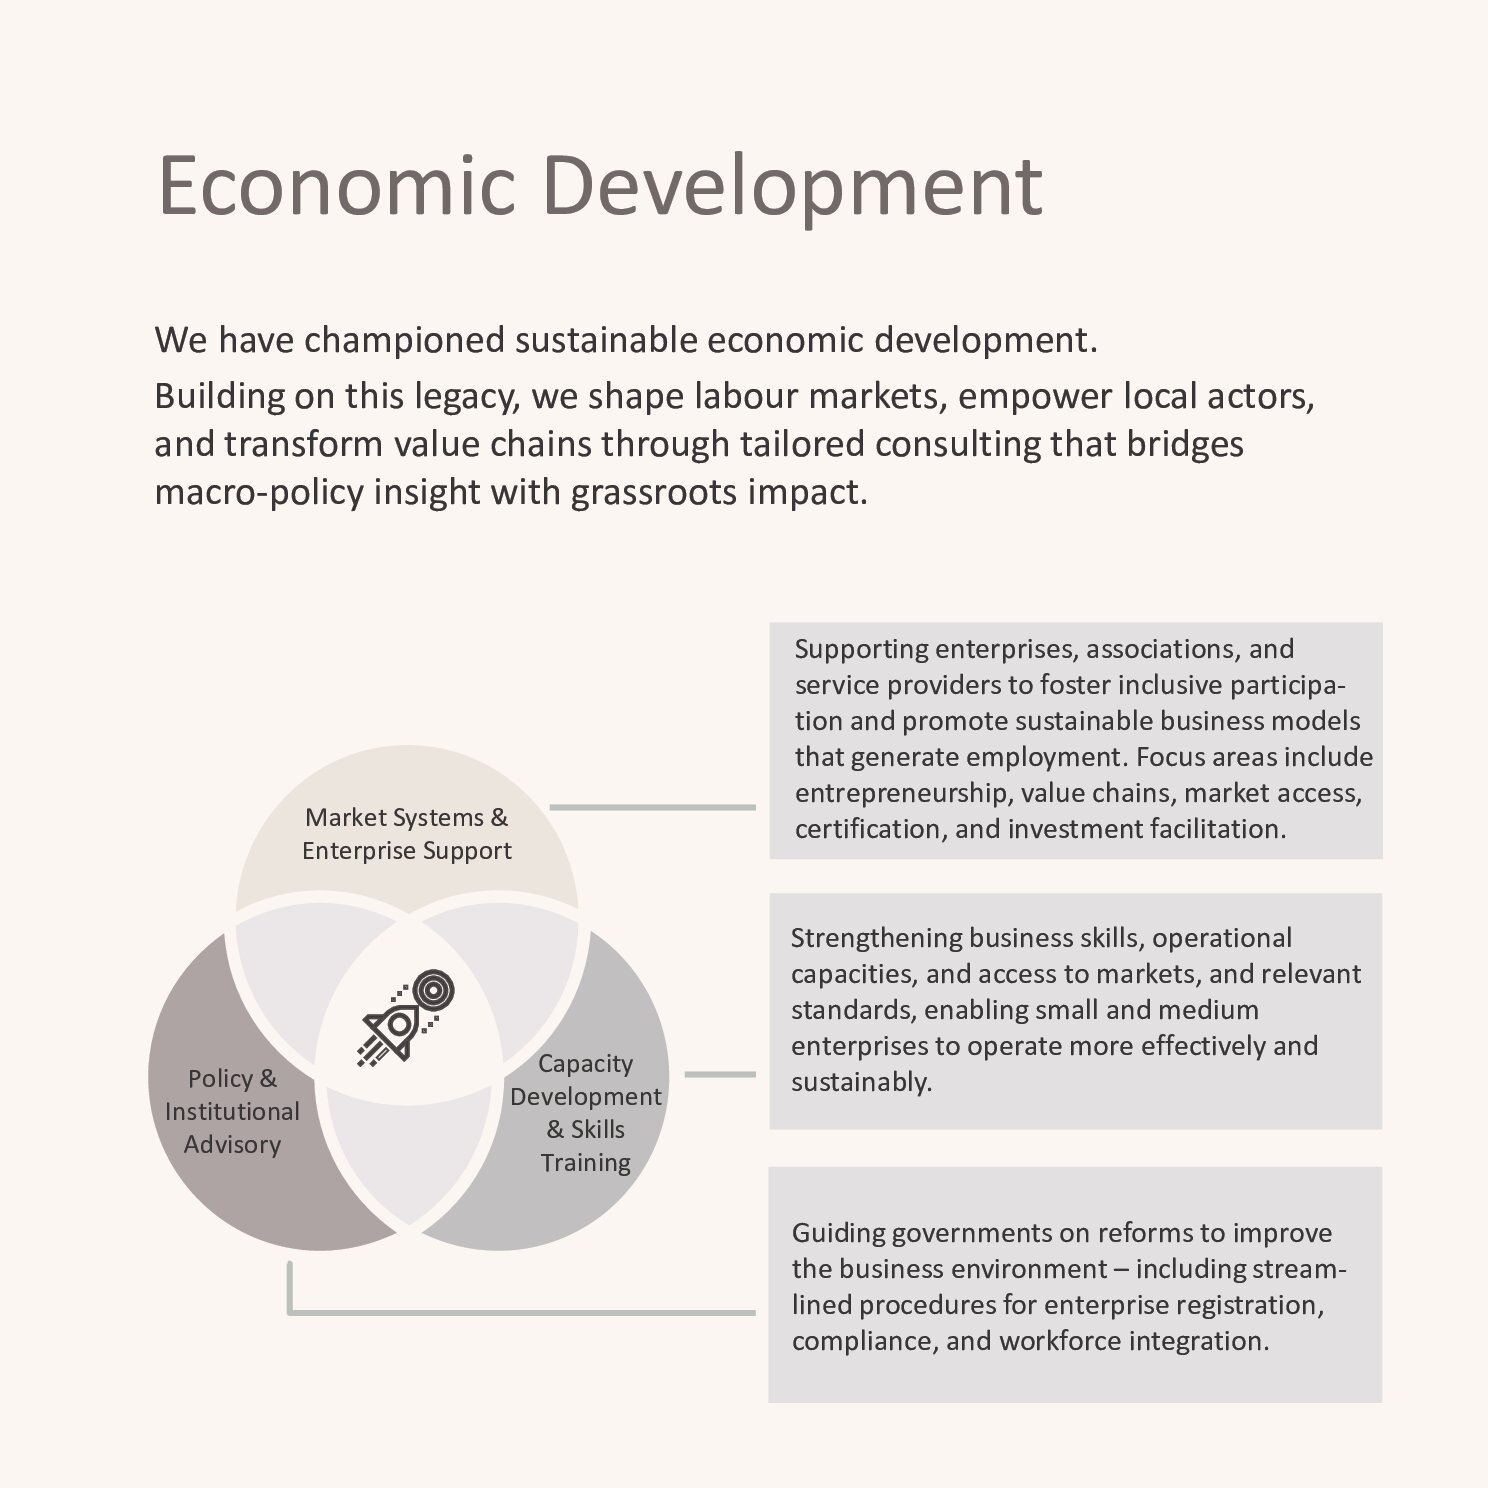 Economic Development
We have championed sustainable economic development.
Building on this legacy, we shape labour markets, empower local actors,
and transform value chains through tailored consulting that bridges
macro-policy insight with grassroots impact.
Market Systems &
Enterprise Support
Policy &
Institutional
Advisory
Capacity
Development
& Skills
Training
Supporting enterprises, associations, and
service providers to foster inclusive participa-
tion and promote sustainable business models
that generate employment. Focus areas include
entrepreneurship, value chains, market access,
certification, and investment facilitation.
Strengthening business skills, operational
capacities, and access to markets, and relevant
standards, enabling small and medium
enterprises to operate more effectively and
sustainably.
Guiding governments on reforms to improve
the business environment – including stream-
lined procedures for enterprise registration,
compliance, and workforce integration.